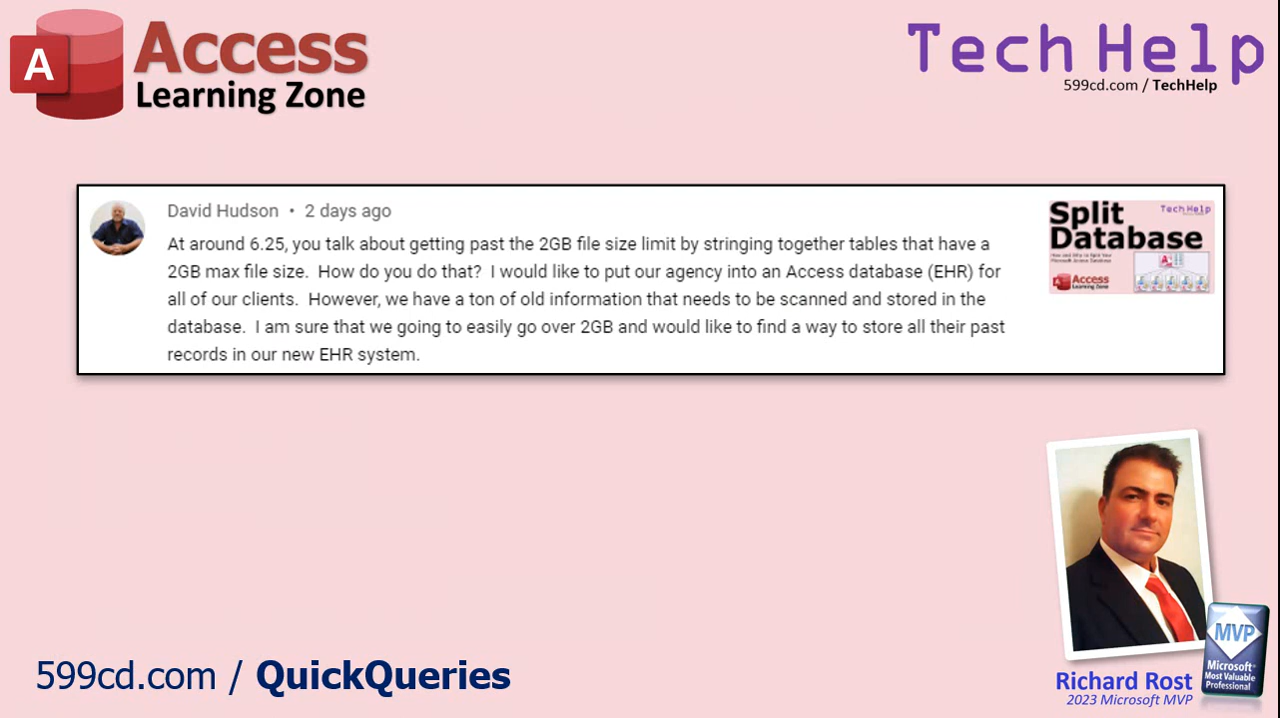 A Access
Learning Zone
Tech Help
599cd.com / TechHelp
David Hudson • 2 days ago
At around 6.25, you talk about getting past the 2GB file size limit by stringing together tables that have a
2GB max file size. How do you do that? I would like to put our agency into an Access database (EHR) for
all of our clients. However, we have a ton of old information that needs to be scanned and stored in the
database. I am sure that we going to easily go over 2GB and would like to find a way to store all their past
records in our new EHR system.
Split
Database
Tech Help
Access
599cd.com / QuickQueries
Richard Rost
2023 Microsoft MVP
MVP
Microsoft
Most Valuable
Professional